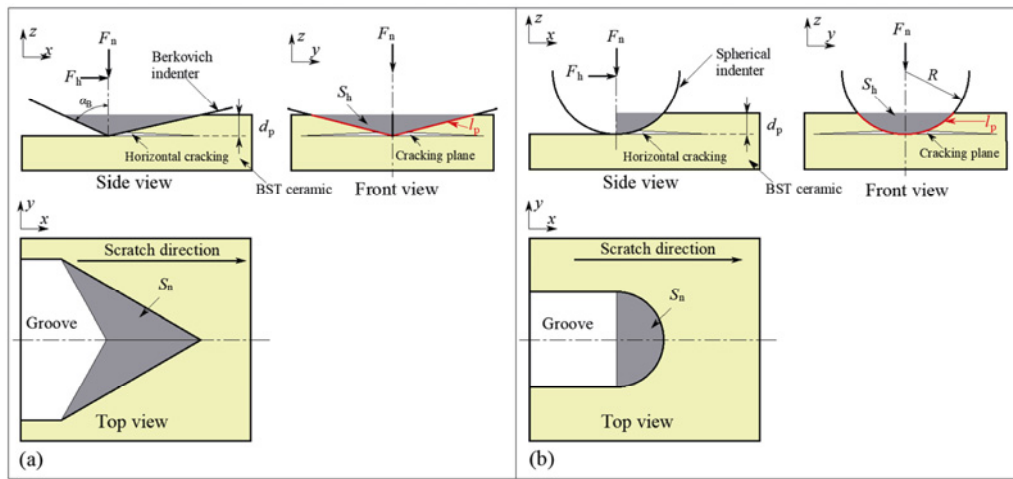 z
x
Fn
Fh
αB
Berkovich
indenter
dp
Horizontal cracking
Side view
BST ceramic
z
y
Fn
Sh
lp
Cracking plane
Front view
y
x
Scratch direction
Sn
Groove
Top view
(a)
z
x
Fn
Fh
Spherical
indenter
dp
Horizontal cracking
Side view
BST ceramic
z
y
Fn
R
Sh
lp
Cracking plane
Front view
y
x
Scratch direction
Sn
Groove
Top view
(b)